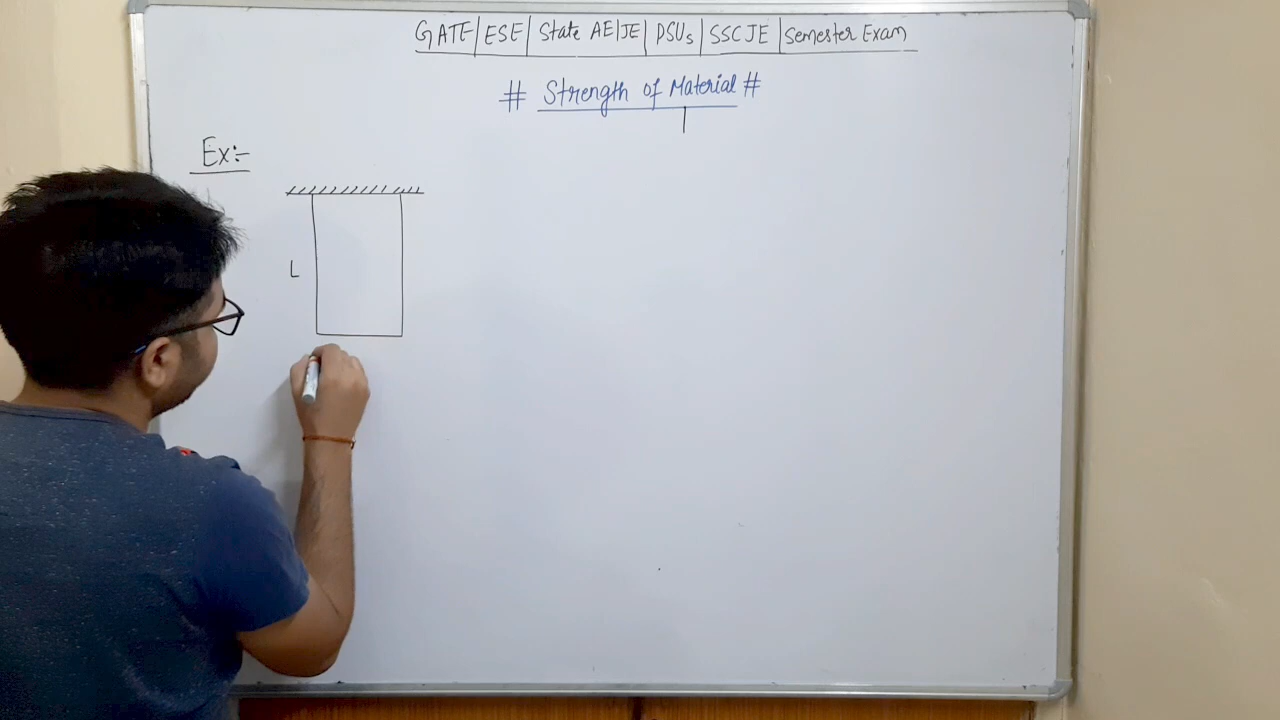 GATE|ESE|State AE|JE|PSUs|SSC JE|Semester Exam
# Strength of Material #
Ex:-
L